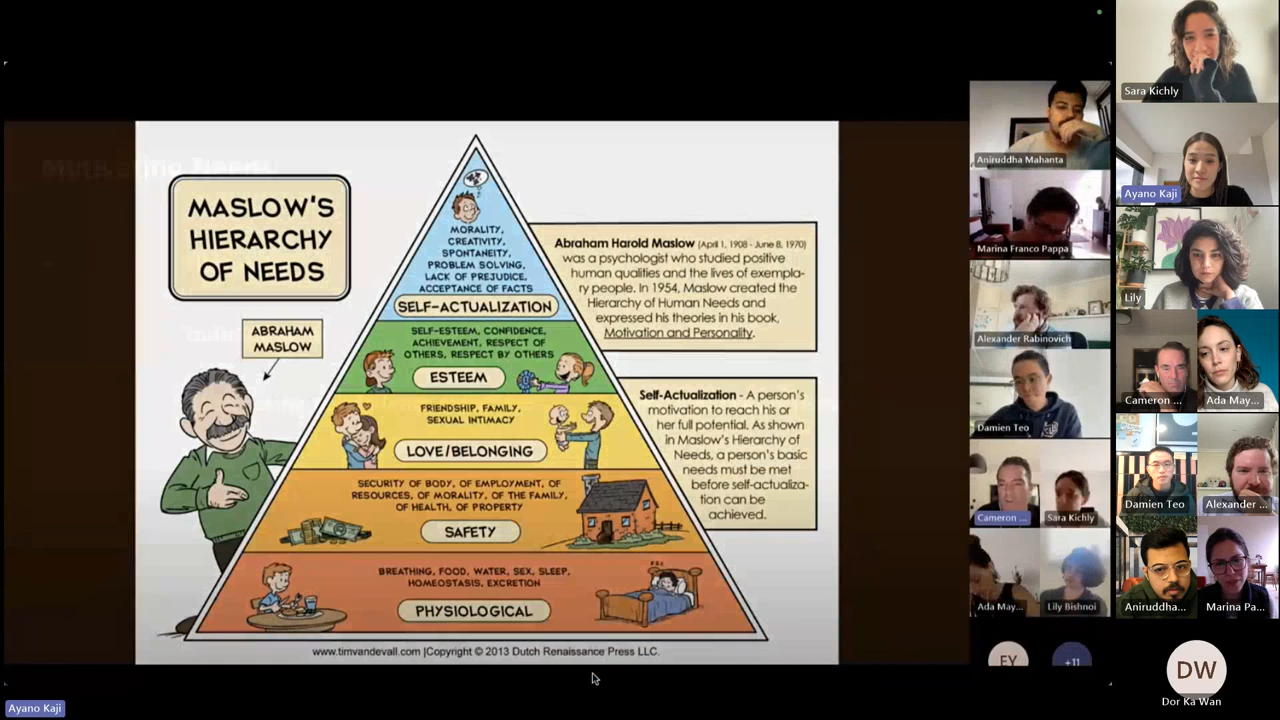 MASLOW'S
HIERARCHY
OF NEEDS
ABRAHAM
MASLOW
MORALITY,
CREATIVITY,
SPONTANEITY,
PROBLEM SOLVING,
LACK OF PREJUDICE,
ACCEPTANCE OF FACTS
SELF-ACTUALIZATION
SELF-ESTEEM, CONFIDENCE,
ACHIEVEMENT, RESPECT OF
OTHERS, RESPECT BY OTHERS
ESTEEM
FRIENDSHIP, FAMILY,
SEXUAL INTIMACY
LOVE/BELONGING
SECURITY OF BODY, OF EMPLOYMENT, OF
RESOURCES, OF MORALITY, OF THE FAMILY,
OF HEALTH, OF PROPERTY
SAFETY
BREATHING, FOOD, WATER, SEX, SLEEP,
HOMEOSTASIS, EXCRETION
PHYSIOLOGICAL
Abraham Harold Maslow (April 1, 1908 - June 8, 1970)
was a psychologist who studied positive
human qualities and the lives of exempla-
ry people. In 1954, Maslow created the
Hierarchy of Human Needs and
expressed his theories in his book,
Motivation and Personality.
Self-Actualization - A person's
motivation to reach his or
her full potential. As shown
in Maslow's Hierarchy of
Needs, a person's basic
needs must be met
before self-actualiza-
tion can be
achieved.
www.timvandevall.com |Copyright © 2013 Dutch Renaissance Press LLC.
Ayano Kaji
Aniruddha Mahanta
Marina Franco Pappa
Alexander Rabinovich
Damien Teo
Cameron ...
Sara Kichly
Ada May...
Lily Bishnoi
EY
+11
Sara Kichly
Ayano Kaji
Lily
Cameron ...
Ada May...
Damien Teo
Alexander ...
Aniruddha...
Marina Pa...
DW
Dor Ka Wan